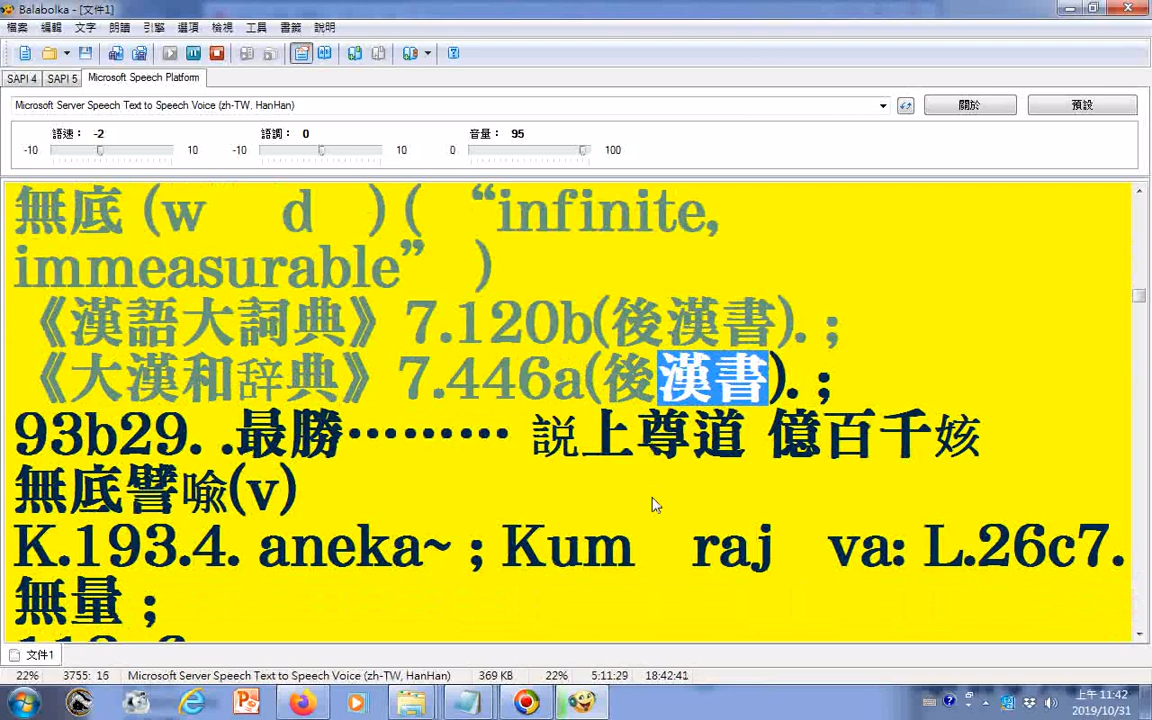 Balabolka - [文件1]
檔案 編輯 文字 朗讀 引擎 選項 檢視 工具 書籤 說明
SAPI 4 SAPI 5 Microsoft Speech Platform
Microsoft Server Speech Text to Speech Voice (zh-TW, HanHan) 關於 預設
語速： -2 語調： 0 音量： 95
-10 10 -10 10 0 100
無底 (w d ) ( “infinite,
immeasurable” )
《漢語大詞典》 7.120b(後漢書). ;
《大漢和辞典》 7.446a(後漢書). ;
93b29. .最勝……… 説上尊道 億百千姟
無底譬喩(v)
K.193.4. aneka~ ; Kum raj va: L.26c7.
無量 ;
文件1
22% 3755: 16 Microsoft Server Speech Text to Speech Voice (zh-TW, HanHan) 369 KB 22% 5:11:29 18:42:41
上午 11:42
2019/10/31